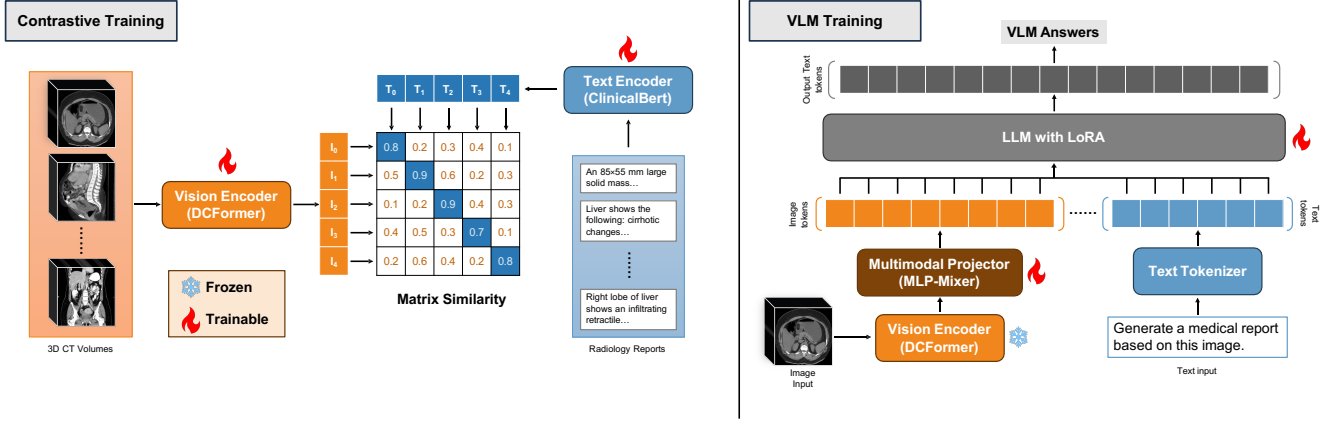 Contrastive Training
3D CT Volumes
Vision Encoder
(DCFormer)
Frozen
Trainable
T0 T1 T2 T3 T4
I0 0.8 0.2 0.3 0.4 0.1
I1 0.5 0.9 0.6 0.2 0.3
I2 0.1 0.2 0.9 0.4 0.3
I3 0.4 0.5 0.3 0.7 0.1
I4 0.2 0.6 0.4 0.2 0.8
Matrix Similarity
Text Encoder
(ClinicalBert)
An 85×55 mm large
solid mass…
Liver shows the
following: cirrhotic
changes…
Right lobe of liver
shows an infiltrating
retractile…
Radiology Reports
VLM Training
VLM Answers
Output Text
tokens
LLM with LoRA
Image
tokens
Text
tokens
Multimodal Projector
(MLP-Mixer)
Text Tokenizer
Vision Encoder
(DCFormer)
Image
Input
Generate a medical report
based on this image.
Text input